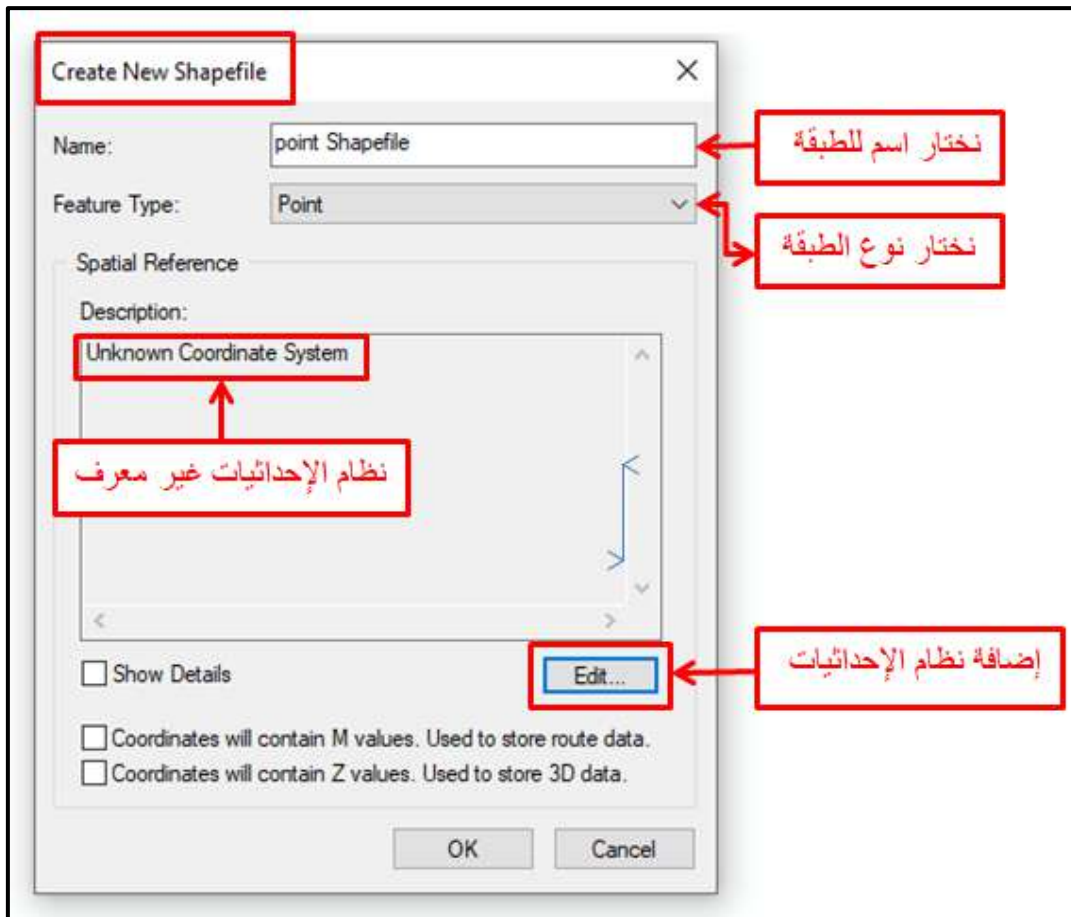 Create New Shapefile
Name:
point Shapefile
نختار اسم للطبقة
Feature Type:
Point
نختار نوع الطبقة
Spatial Reference
Description:
Unknown Coordinate System
نظام الإحداثيات غير معرف
Show Details
Edit...
إضافة نظام الإحداثيات
Coordinates will contain M values. Used to store route data.
Coordinates will contain Z values. Used to store 3D data.
OK
Cancel